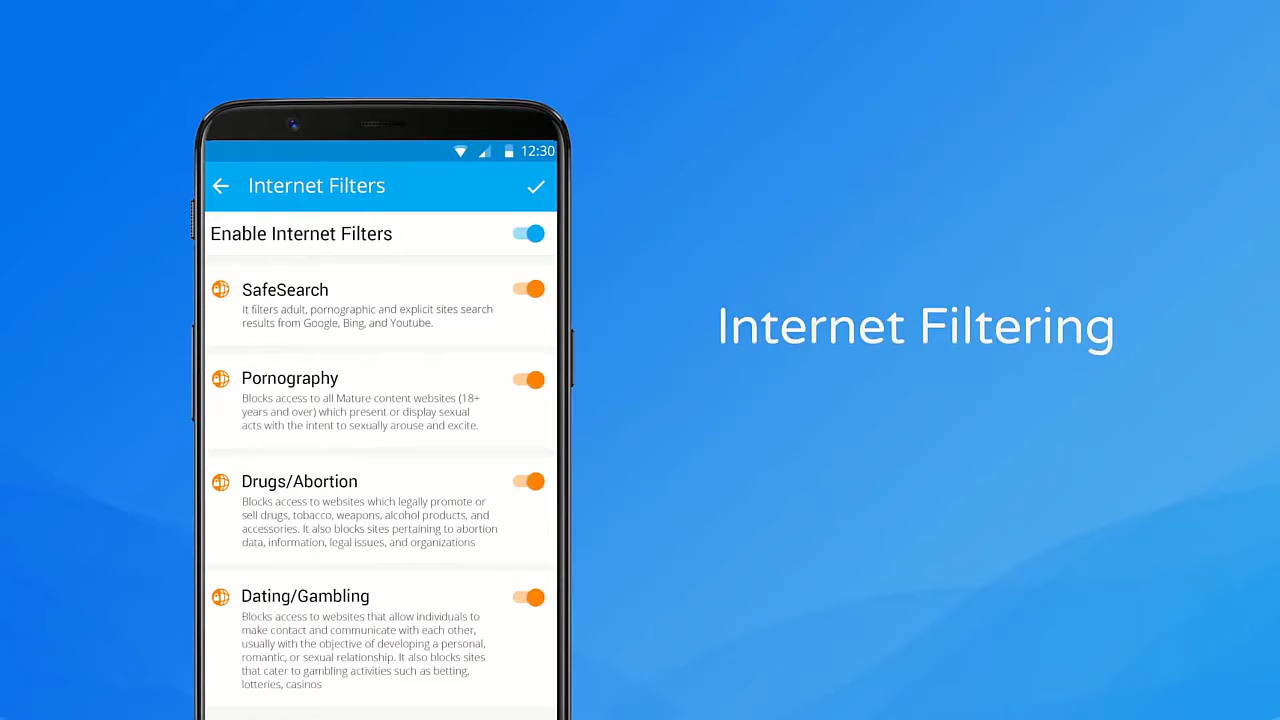 12:30
Internet Filters
Enable Internet Filters
SafeSearch
It filters adult, pornographic and explicit sites search
results from Google, Bing, and Youtube.
Pornography
Blocks access to all Mature content websites (18+
years and over) which present or display sexual
acts with the intent to sexually arouse and excite.
Drugs/Abortion
Blocks access to websites which legally promote or
sell drugs, tobacco, weapons, alcohol products, and
accessories. It also blocks sites pertaining to abortion
data, information, legal issues, and organizations
Dating/Gambling
Blocks access to websites that allow individuals to
make contact and communicate with each other,
usually with the objective of developing a personal,
romantic, or sexual relationship. It also blocks sites
that cater to gambling activities such as betting,
lotteries, casinos
Internet Filtering